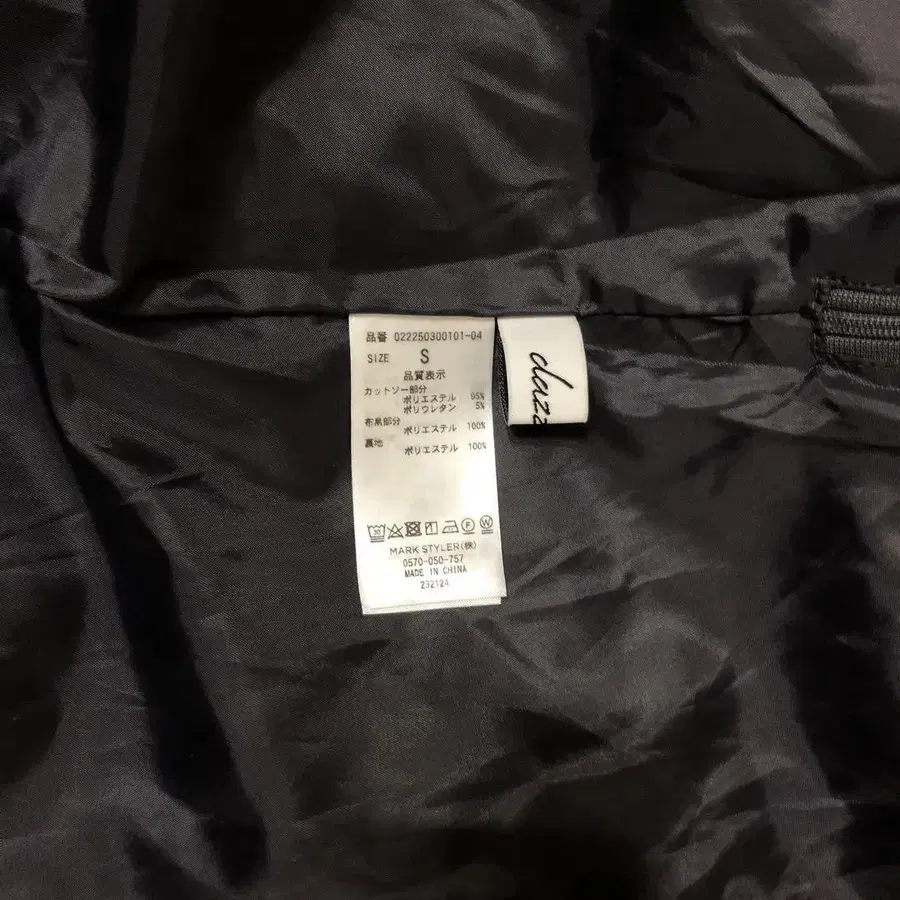 品番 022250300101-04
SIZE S
品質表示
カットソー部分
ポリエステル 95%
ポリウレタン 5%
布帛部分
ポリエステル 100%
裏地
ポリエステル 100%
MARK STYLER(株)
0570-050-757
MADE IN CHINA
232124
dazz